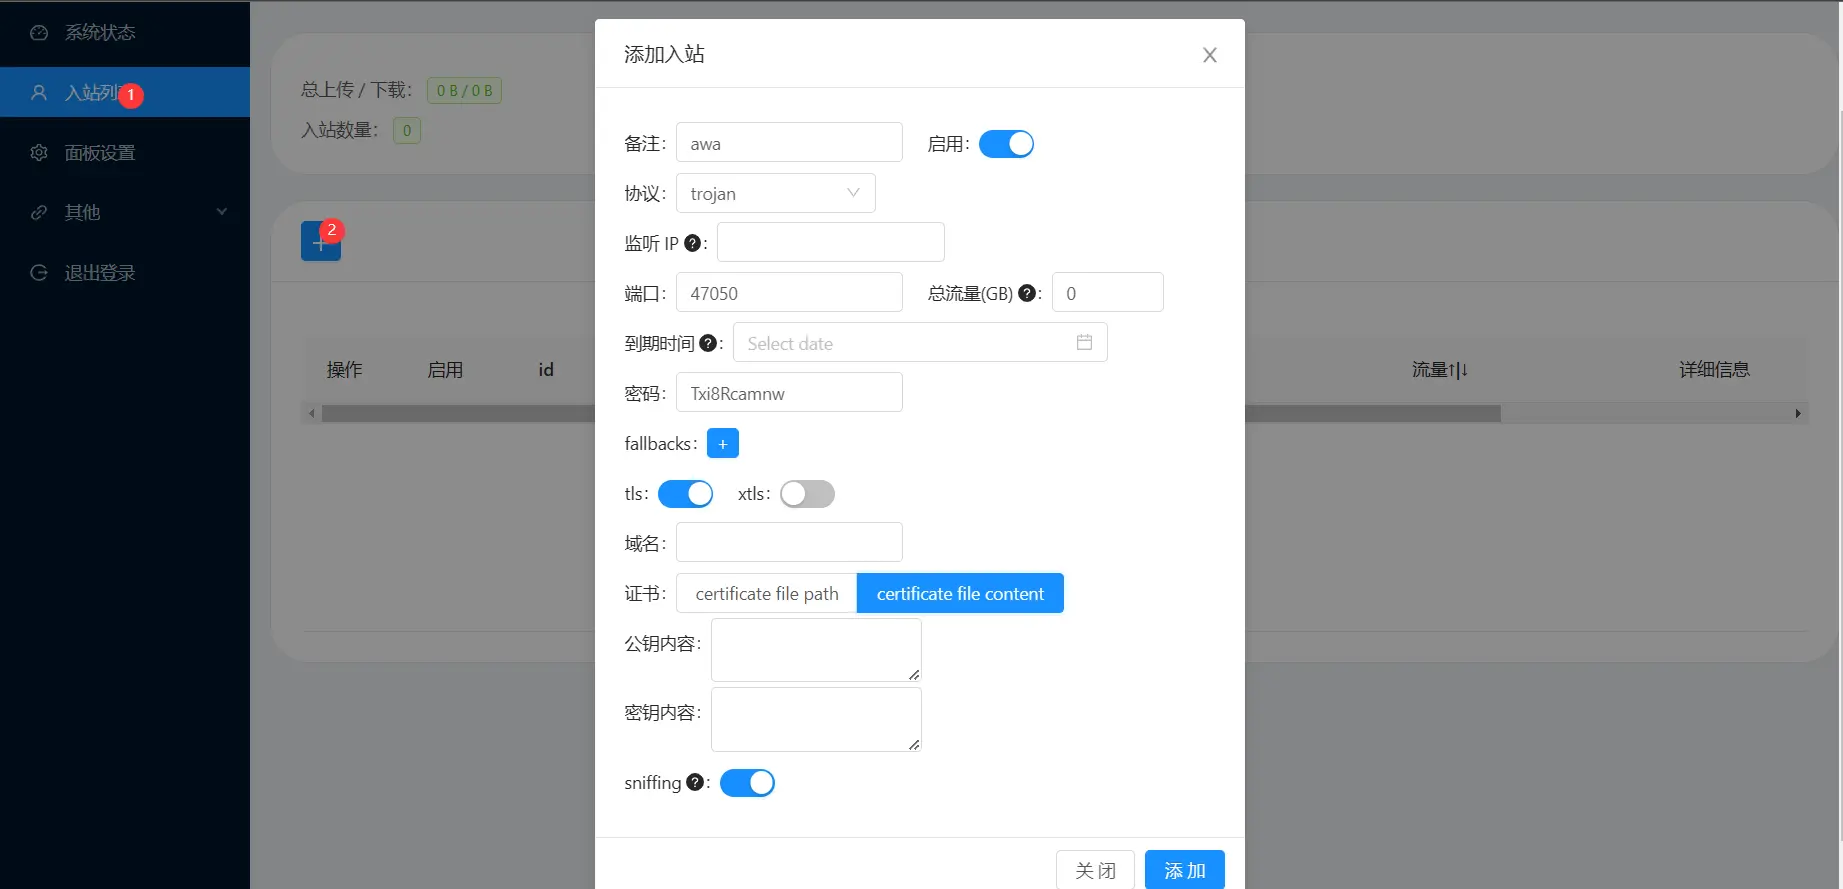 系统状态
入站列 1
面板设置
其他
退出登录
总上传 / 下载： 0 B / 0 B
入站数量： 0
+ 2
操作 启用 id 流量↑|↓ 详细信息
添加入站
备注： awa 启用：
协议： trojan
监听 IP ?：
端口： 47050 总流量(GB) ?： 0
到期时间 ?： Select date
密码： Txi8Rcamnw
fallbacks： +
tls： xtls：
域名：
证书： certificate file path certificate file content
公钥内容：
密钥内容：
sniffing ?：
关 闭 添 加